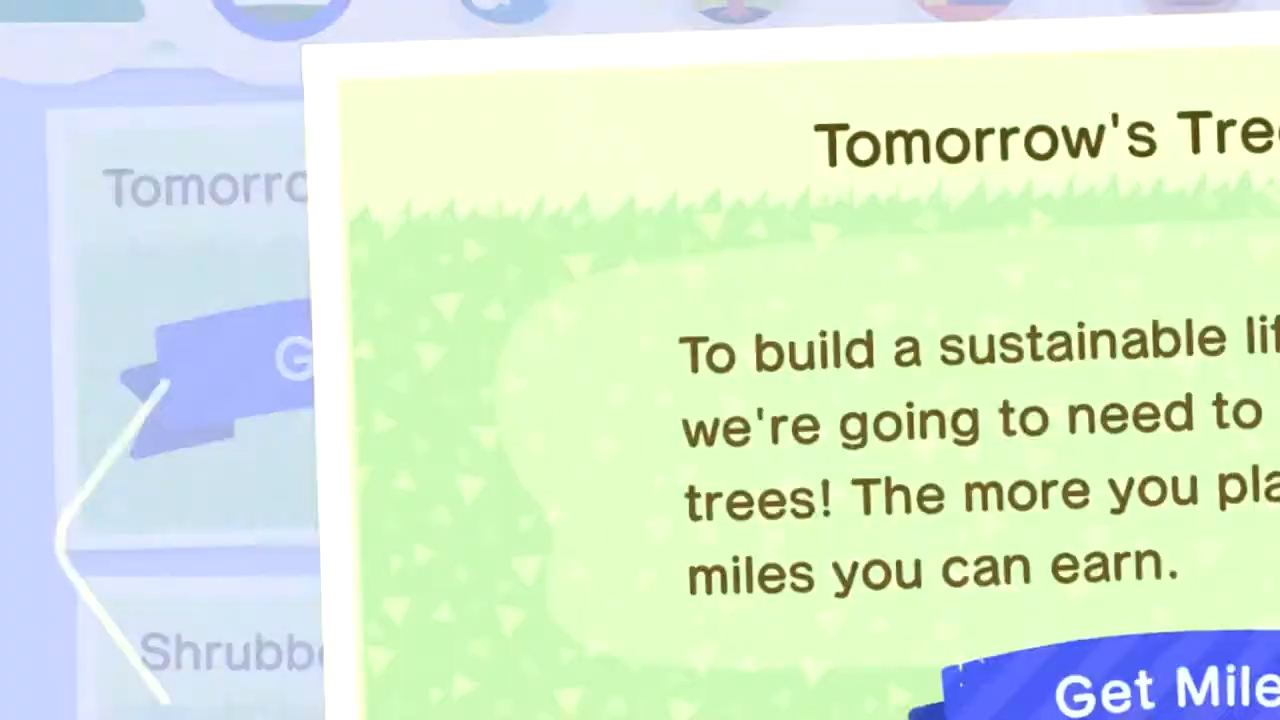 Tomorrow's Tre
To build a sustainable li
we're going to need to
trees! The more you pla
miles you can earn.
Get Mile
Tomorro
G
Shrubb